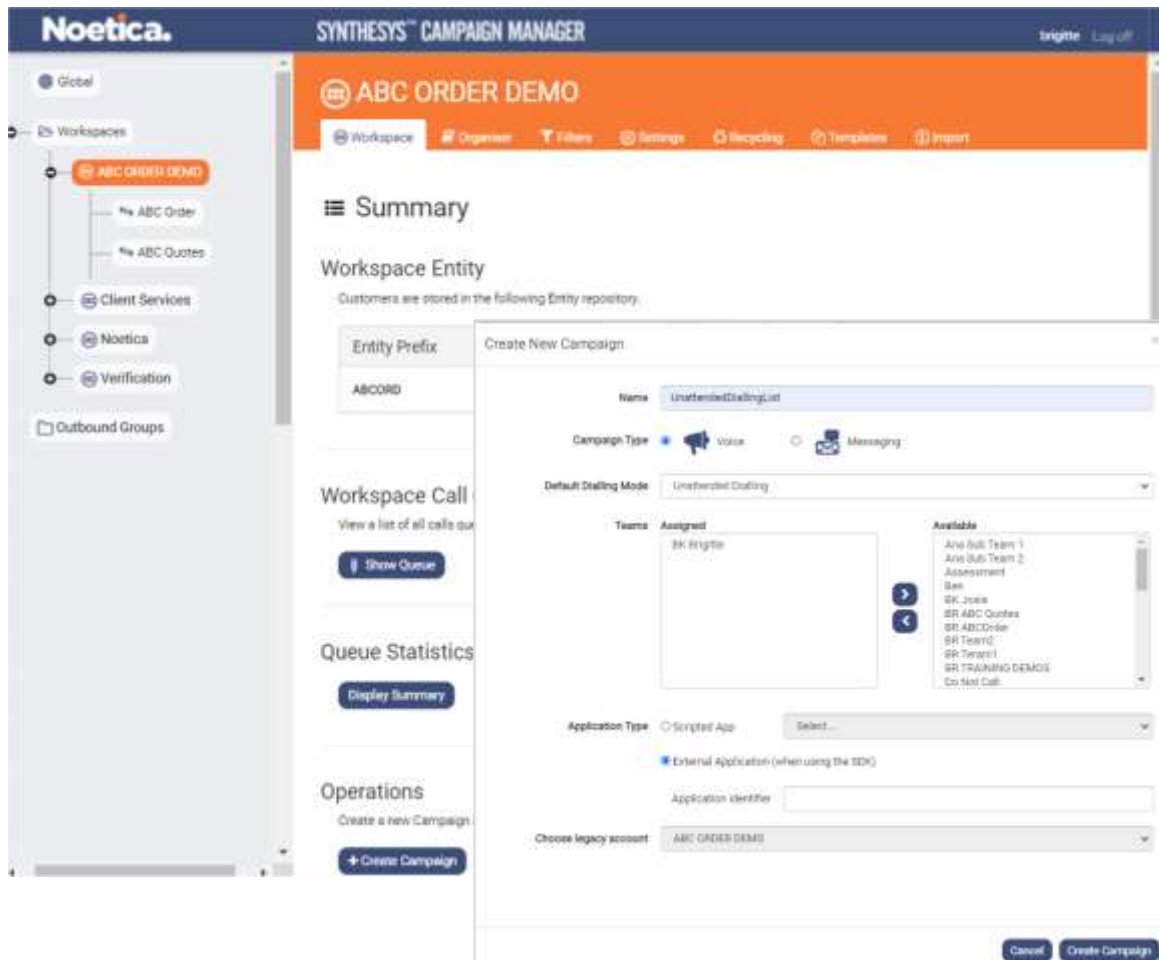 Noetica.
SYNTHESYS™ CAMPAIGN MANAGER
brigitte Log off
Global
Workspaces
ABC ORDER DEMO
ABC Order
ABC Quotes
Client Services
Noetica
Verification
Outbound Groups
ABC ORDER DEMO
Workspace Organiser Filters Settings Recycling Templates Import
Summary
Workspace Entity
Customers are stored in the following Entity repository.
Entity Prefix
ABCORD
Workspace Call
View a list of all calls
Show Queue
Queue Statistics
Display Summary
Operations
Create a new Campaign
+ Create Campaign
Create New Campaign
Name UnattendedDiallingList
Campaign Type Voice Messaging
Default Dialling Mode Unattended Dialling
Teams Assigned Available
BK Brigitte
Ana Sub Team 1
Ana Sub Team 2
Assessment
Ben
BK Josie
BR ABC Quotes
BR ABCOrder
BR Team2
BR Tenant1
BR TRAINING DEMOS
Do Not Call
Application Type Scripted App Select...
External Application (when using the SDK)
Application identifier
Choose legacy account ABC ORDER DEMO
Cancel Create Campaign